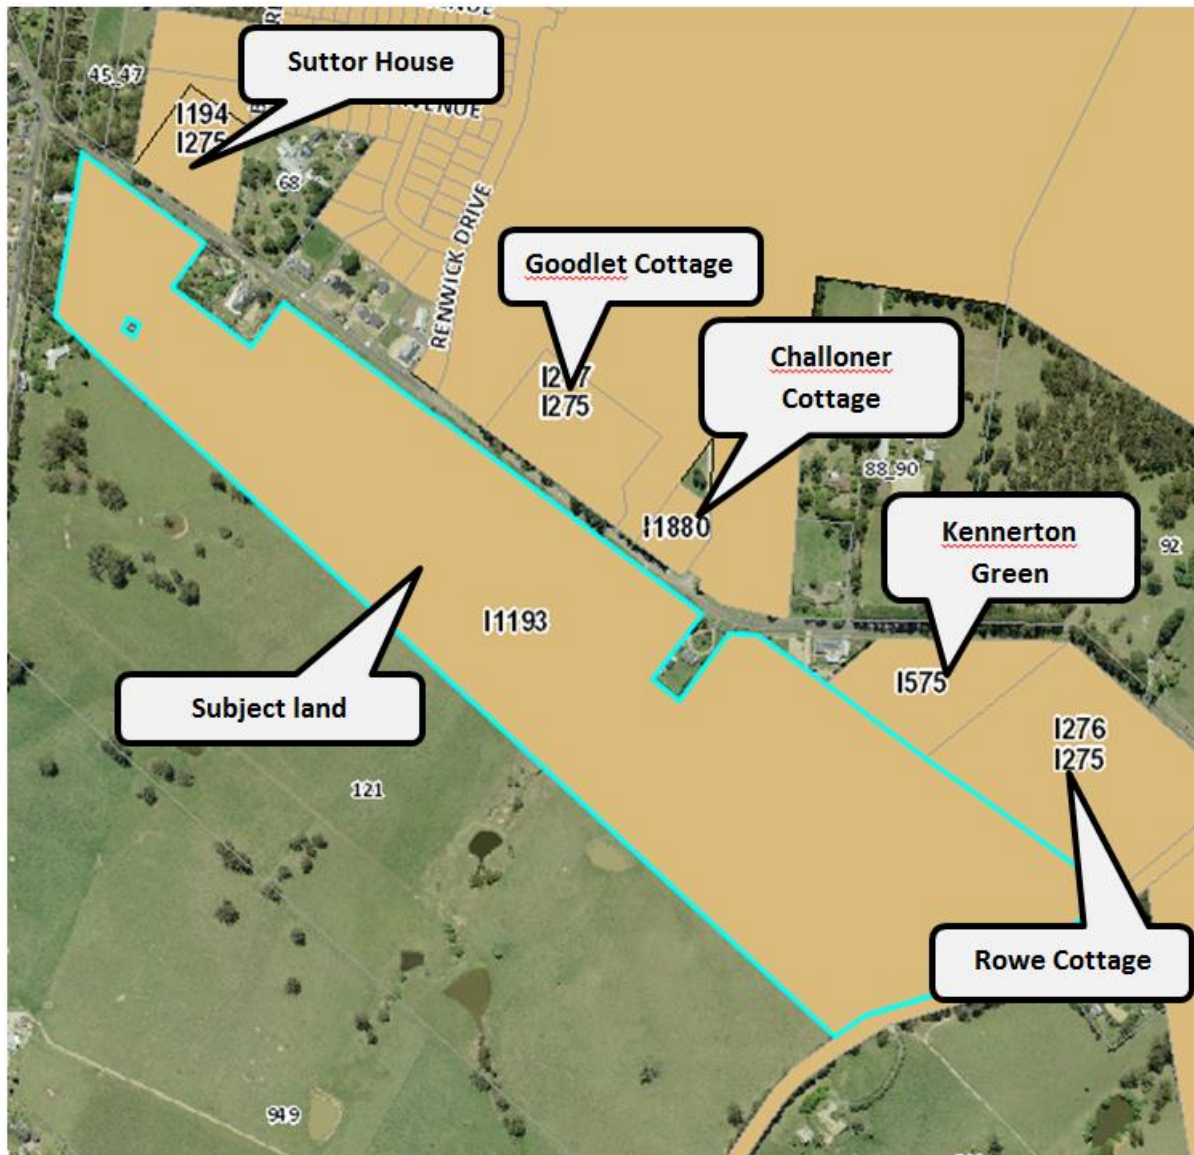 45_47
Suttor House
I194
I275
68
RENWICK DRIVE
Goodlet Cottage
I275
Challoner
Cottage
88_90
I1880
Kennerton
Green
92
I1193
I575
Subject land
I276
I275
121
Rowe Cottage
949